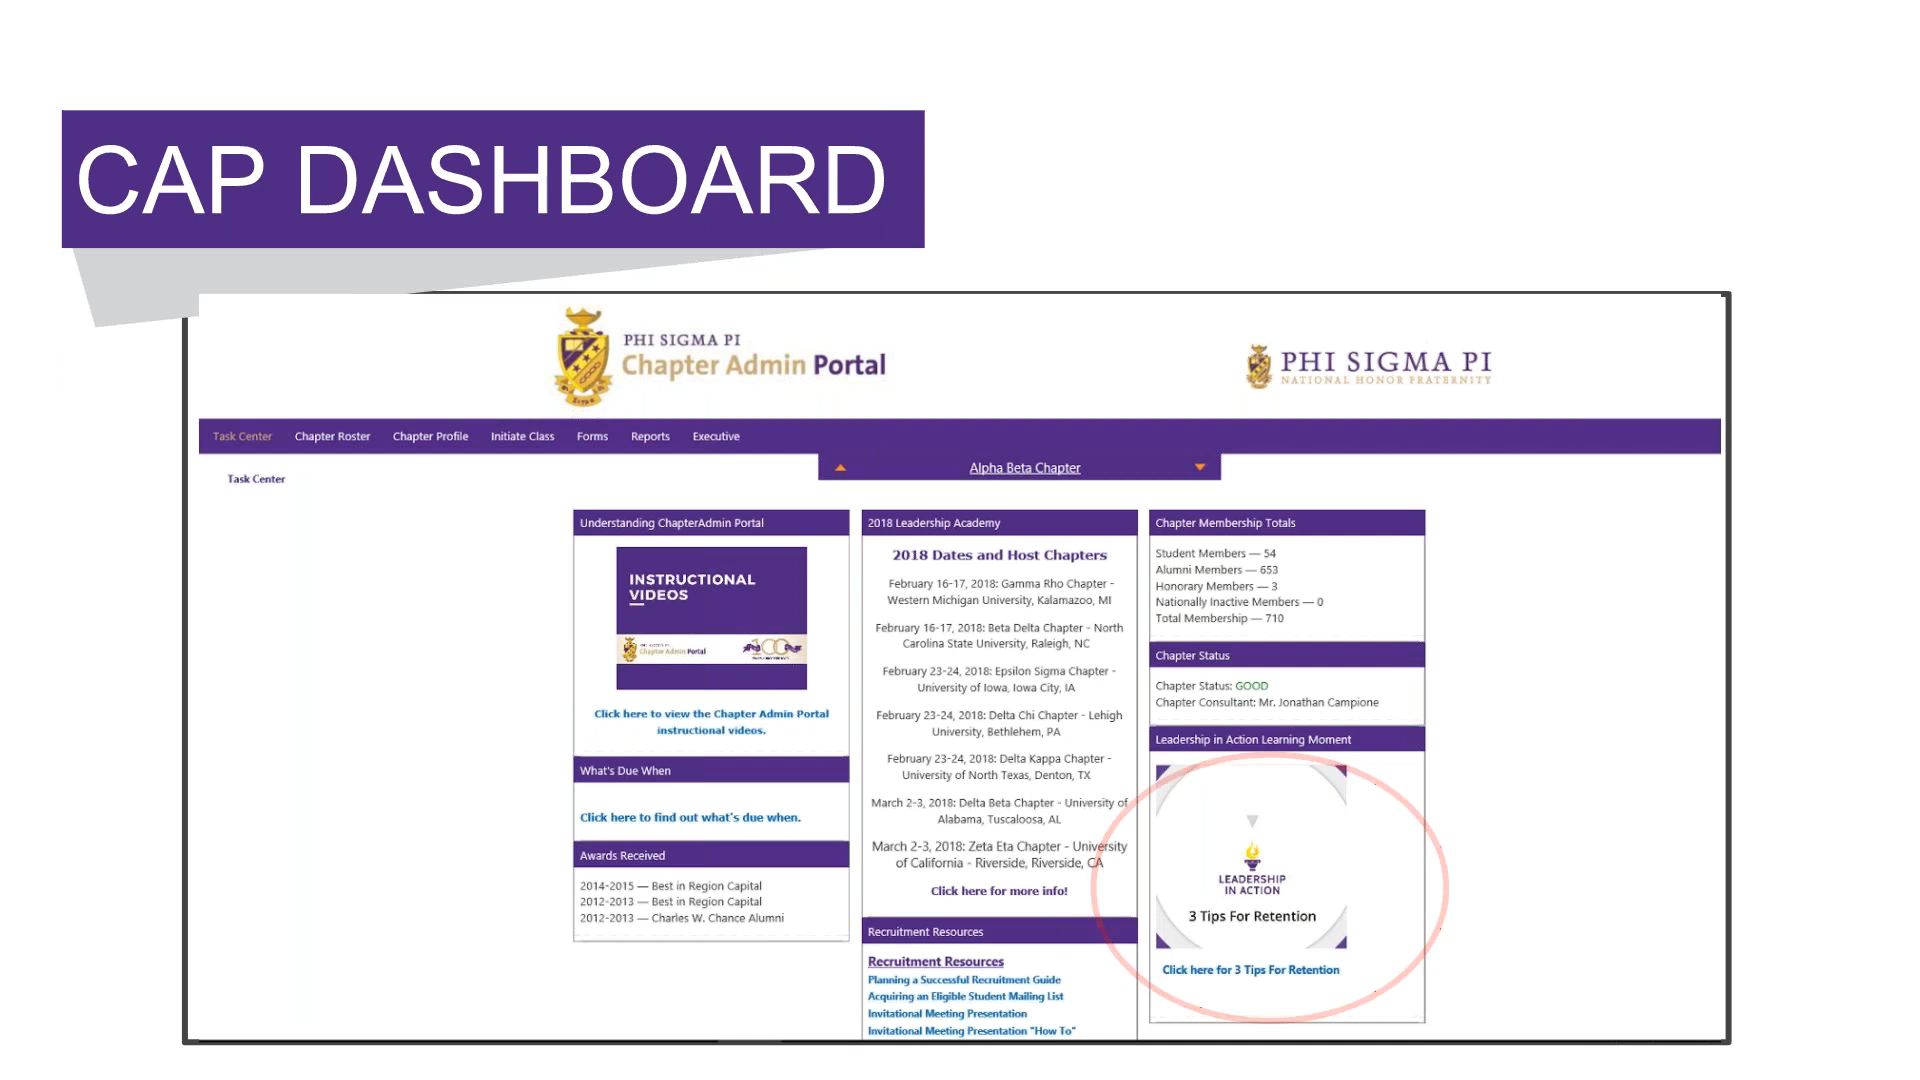 CAP DASHBOARD
PHI SIGMA PI
Chapter Admin Portal
PHI SIGMA PI
NATIONAL HONOR FRATERNITY
Task Center Chapter Roster Chapter Profile Initiate Class Forms Reports Executive
Alpha Beta Chapter
Task Center
Understanding ChapterAdmin Portal
INSTRUCTIONAL
VIDEOS
Chapter Admin Portal
100
Click here to view the Chapter Admin Portal
instructional videos.
What's Due When
Click here to find out what's due when.
Awards Received
2014-2015 — Best in Region Capital
2012-2013 — Best in Region Capital
2012-2013 — Charles W. Chance Alumni
2018 Leadership Academy
2018 Dates and Host Chapters
February 16-17, 2018: Gamma Rho Chapter -
Western Michigan University, Kalamazoo, MI
February 16-17, 2018: Beta Delta Chapter - North
Carolina State University, Raleigh, NC
February 23-24, 2018: Epsilon Sigma Chapter -
University of Iowa, Iowa City, IA
February 23-24, 2018: Delta Chi Chapter - Lehigh
University, Bethlehem, PA
February 23-24, 2018: Delta Kappa Chapter -
University of North Texas, Denton, TX
March 2-3, 2018: Delta Beta Chapter - University of
Alabama, Tuscaloosa, AL
March 2-3, 2018: Zeta Eta Chapter - University
of California - Riverside, Riverside, CA
Click here for more info!
Recruitment Resources
Recruitment Resources
Planning a Successful Recruitment Guide
Acquiring an Eligible Student Mailing List
Invitational Meeting Presentation
Invitational Meeting Presentation "How To"
Chapter Membership Totals
Student Members — 54
Alumni Members — 653
Honorary Members — 3
Nationally Inactive Members — 0
Total Membership — 710
Chapter Status
Chapter Status: GOOD
Chapter Consultant: Mr. Jonathan Campione
Leadership in Action Learning Moment
LEADERSHIP
IN ACTION
3 Tips For Retention
Click here for 3 Tips For Retention